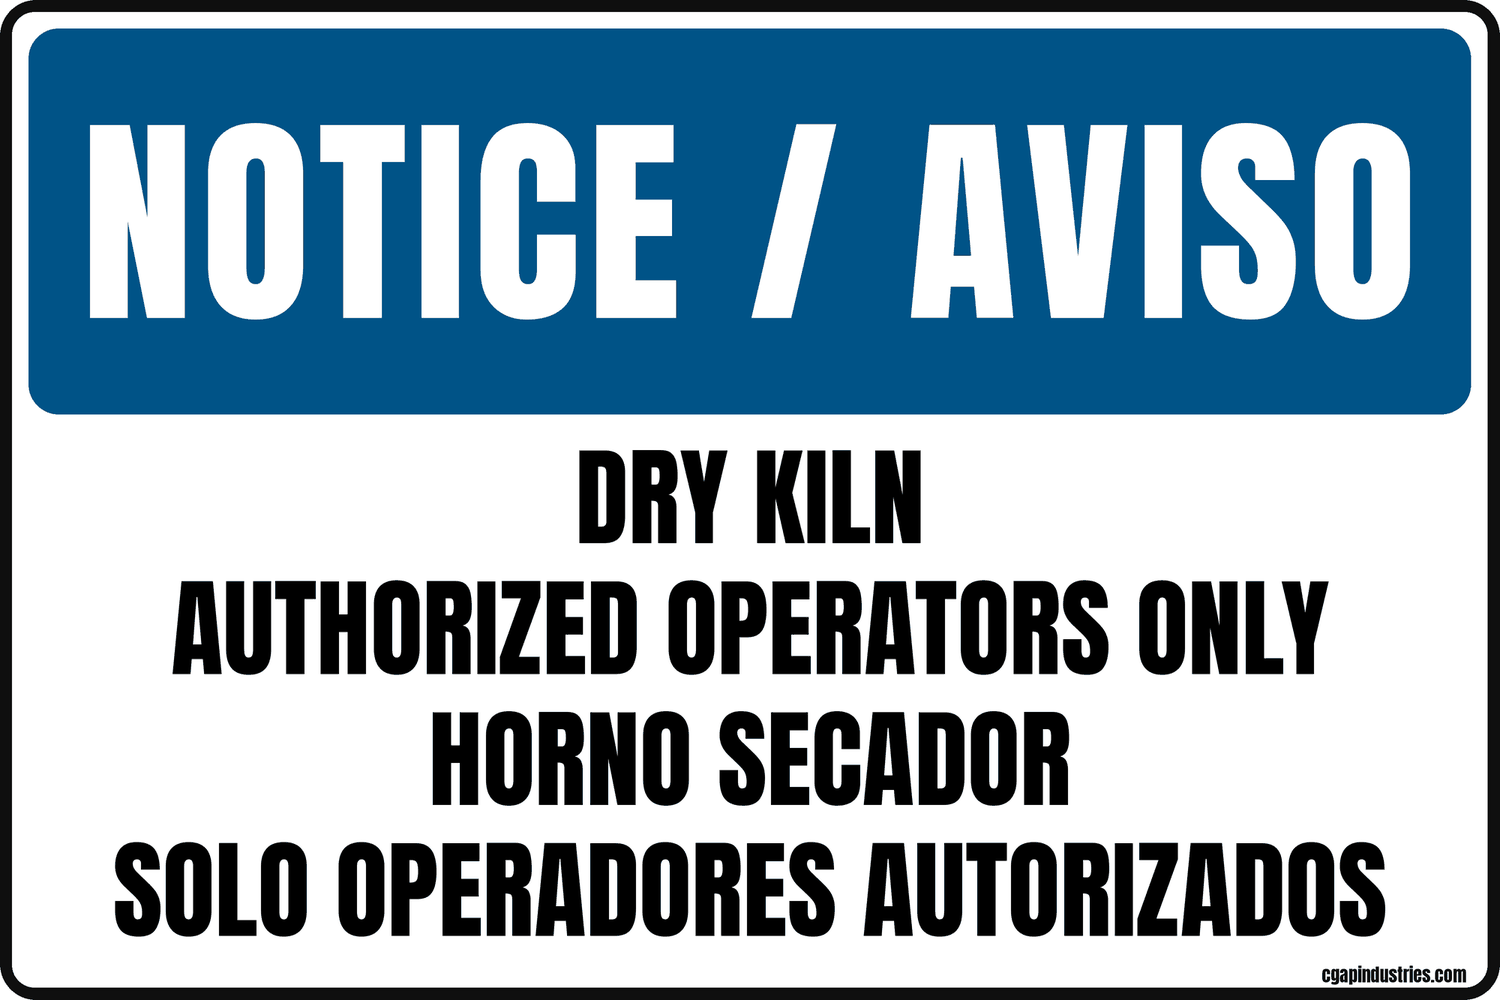 NOTICE / AVISO
DRY KILN
AUTHORIZED OPERATORS ONLY
HORNO SECADOR
SOLO OPERADORES AUTORIZADOS
cgapindustries.com